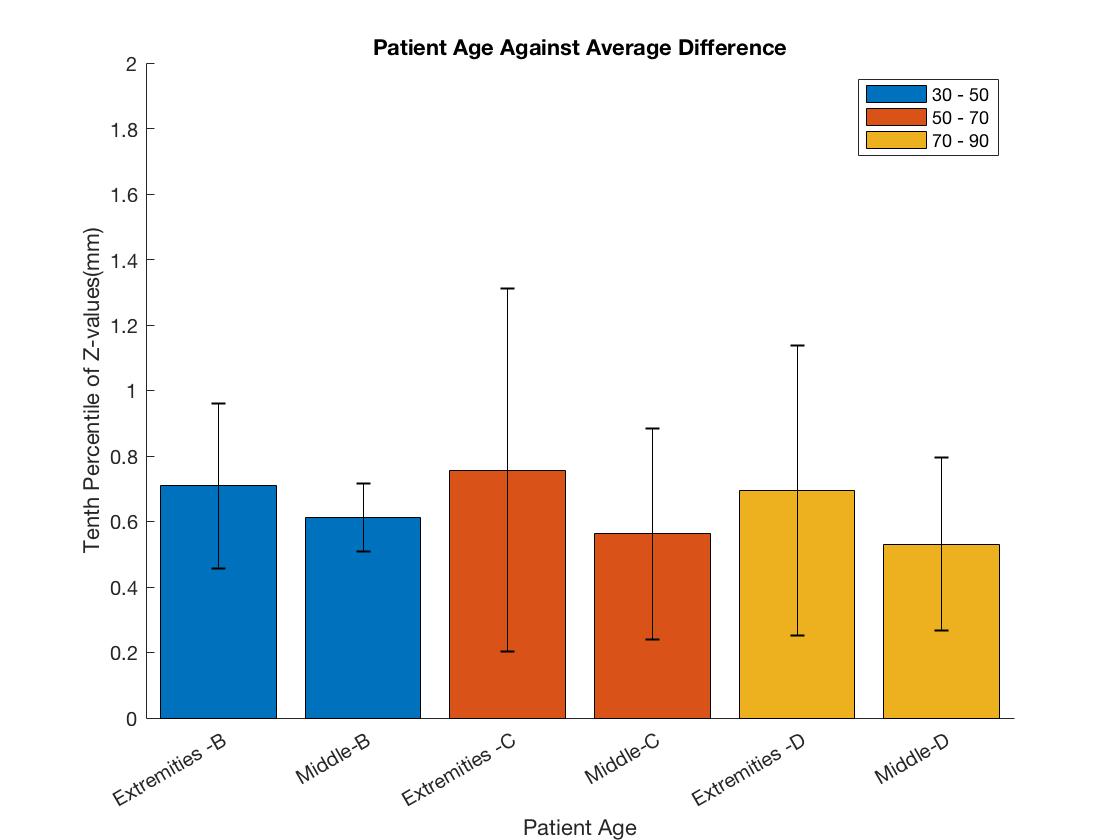 Patient Age Against Average Difference
30 - 50
50 - 70
70 - 90
Tenth Percentile of Z-values(mm)
2
1.8
1.6
1.4
1.2
1
0.8
0.6
0.4
0.2
0
Extremities -B
Middle-B
Extremities -C
Middle-C
Extremities -D
Middle-D
Patient Age